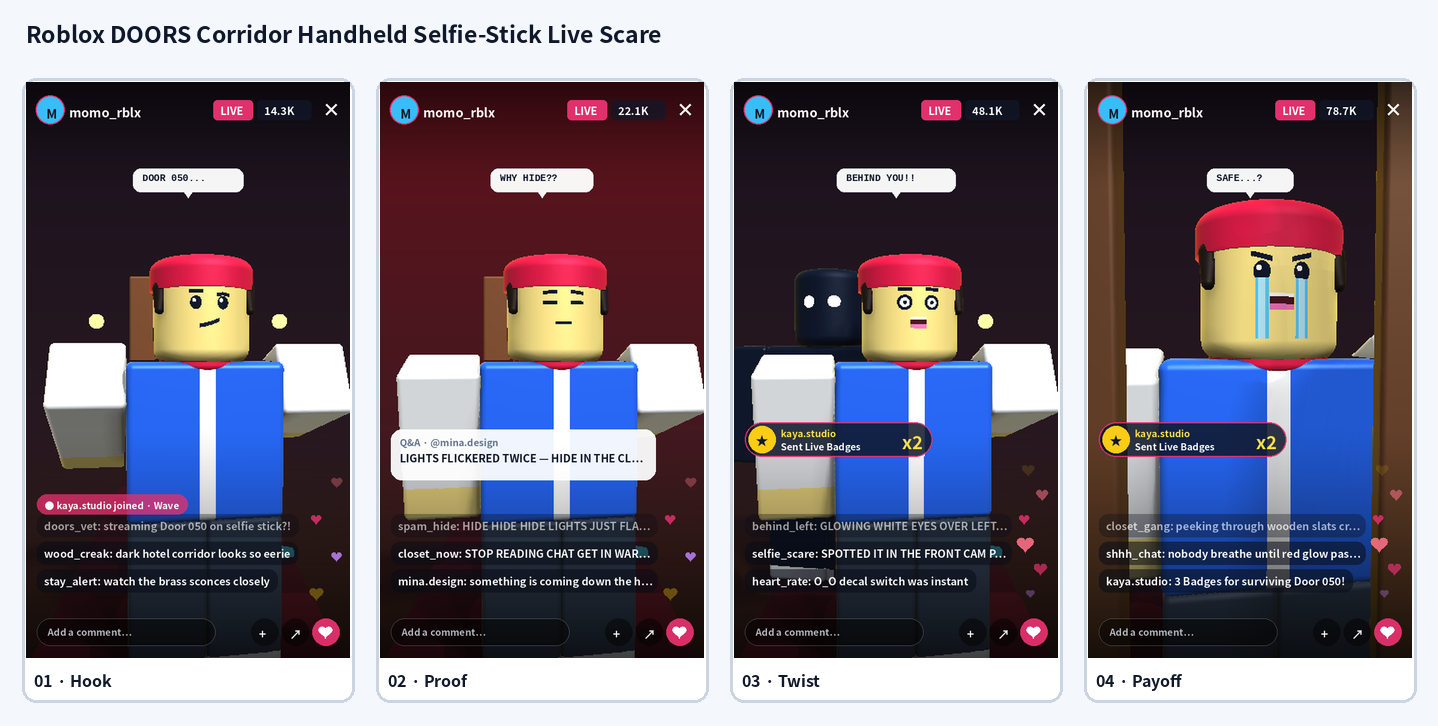 Roblox DOORS Corridor Handheld Selfie-Stick Live Scare
M momo_rblx LIVE 14.3K ✕
DOOR 050...
kaya.studio joined · Wave
doors_vet: streaming Door 050 on selfie stick?!
wood_creak: dark hotel corridor looks so eerie
stay_alert: watch the brass sconces closely
Add a comment...
01 · Hook
M momo_rblx LIVE 22.1K ✕
WHY HIDE??
Q&A · @mina.design
LIGHTS FLICKERED TWICE — HIDE IN THE CL...
spam_hide: HIDE HIDE HIDE LIGHTS JUST FLA...
closet_now: STOP READING CHAT GET IN WAR...
mina.design: something is coming down the h...
Add a comment...
02 · Proof
M momo_rblx LIVE 48.1K ✕
BEHIND YOU!!
kaya.studio
Sent Live Badges x2
behind_left: GLOWING WHITE EYES OVER LEFT...
selfie_scare: SPOTTED IT IN THE FRONT CAM P...
heart_rate: O_O decal switch was instant
Add a comment...
03 · Twist
M momo_rblx LIVE 78.7K ✕
SAFE...?
kaya.studio
Sent Live Badges x2
closet_gang: peeking through wooden slats cr...
shhh_chat: nobody breathe until red glow pas...
kaya.studio: 3 Badges for surviving Door 050!
Add a comment...
04 · Payoff